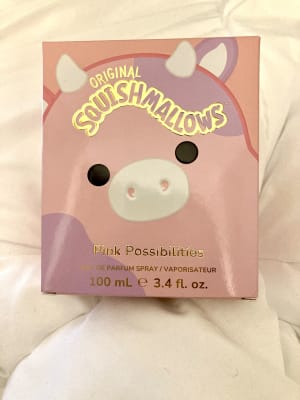 ORIGINAL
SQUISHMALLOWS
Pink Possibilities
EAU DE PARFUM SPRAY / VAPORISATEUR
100 mL ℮ 3.4 fl. oz.